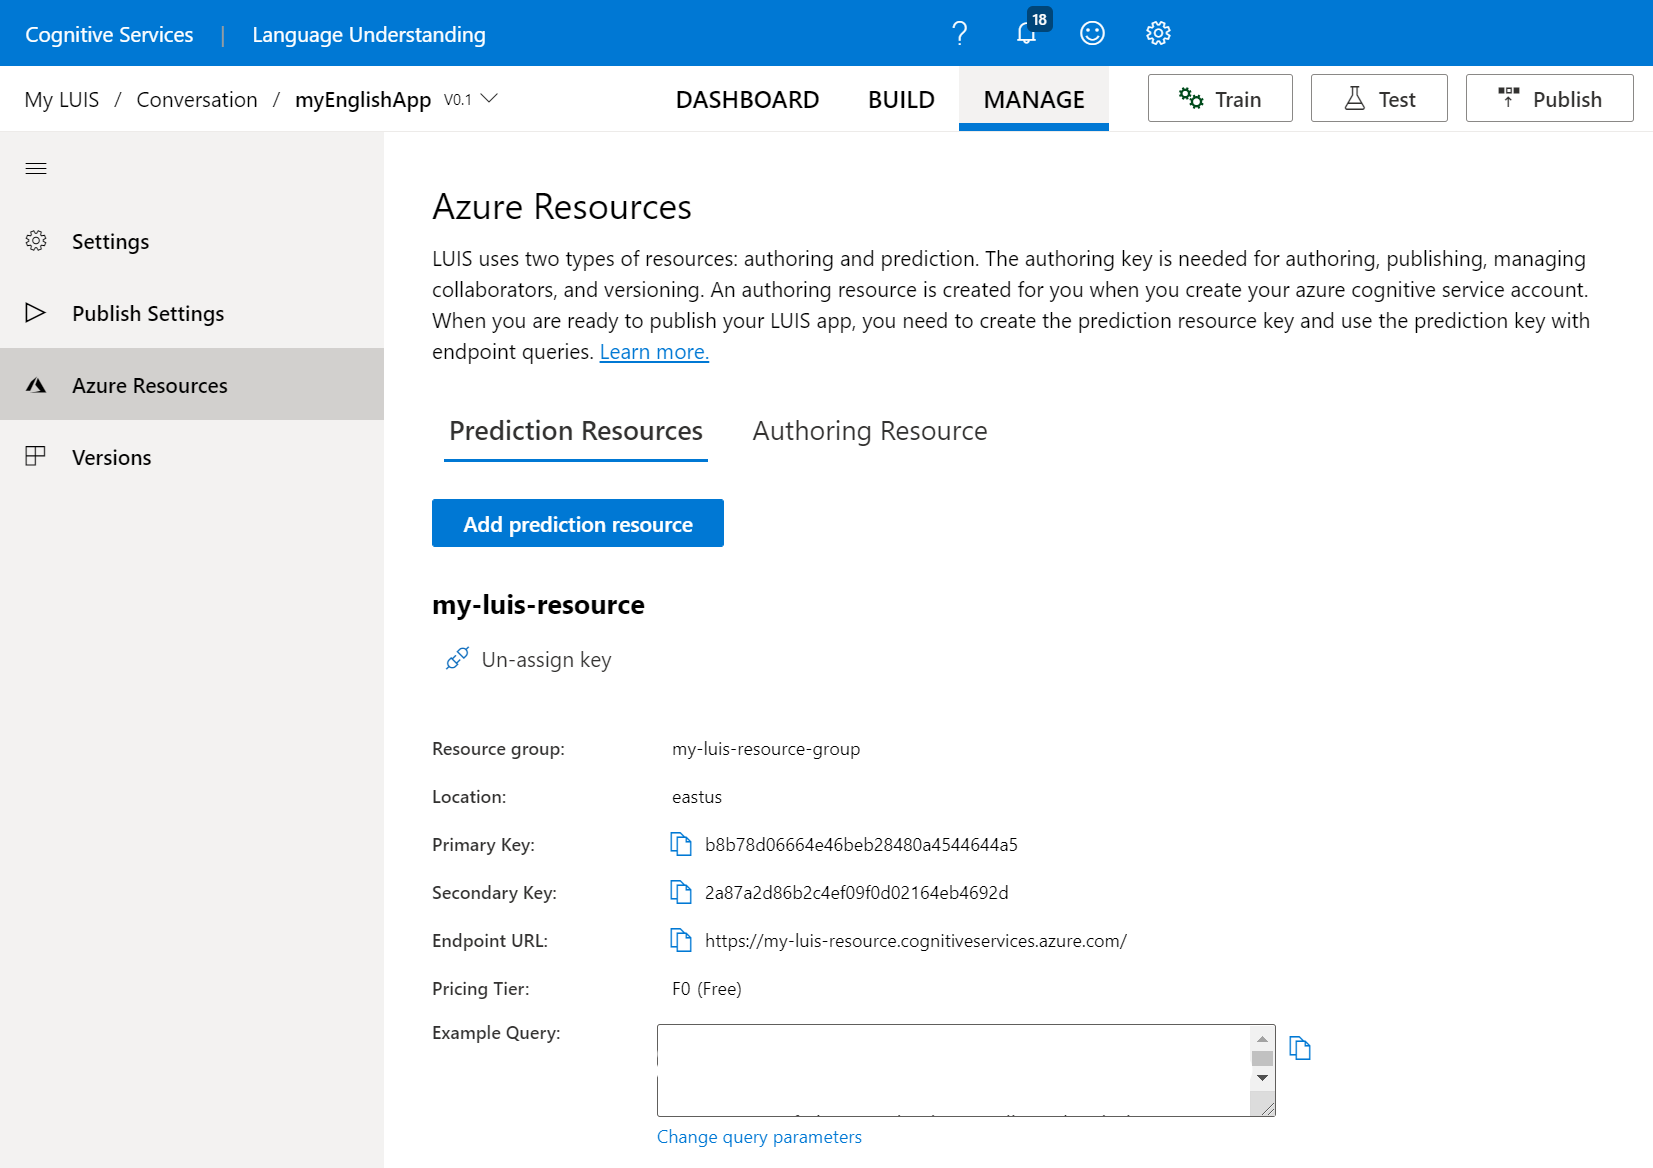 Cognitive Services | Language Understanding
18
My LUIS / Conversation / myEnglishApp V0.1
DASHBOARD BUILD MANAGE
Train Test Publish
Settings
Publish Settings
Azure Resources
Versions
Azure Resources
LUIS uses two types of resources: authoring and prediction. The authoring key is needed for authoring, publishing, managing
collaborators, and versioning. An authoring resource is created for you when you create your azure cognitive service account.
When you are ready to publish your LUIS app, you need to create the prediction resource key and use the prediction key with
endpoint queries. Learn more.
Prediction Resources Authoring Resource
Add prediction resource
my-luis-resource
Un-assign key
Resource group: my-luis-resource-group
Location: eastus
Primary Key: b8b78d06664e46beb28480a4544644a5
Secondary Key: 2a87a2d86b2c4ef09f0d02164eb4692d
Endpoint URL: https://my-luis-resource.cognitiveservices.azure.com/
Pricing Tier: F0 (Free)
Example Query:
Change query parameters